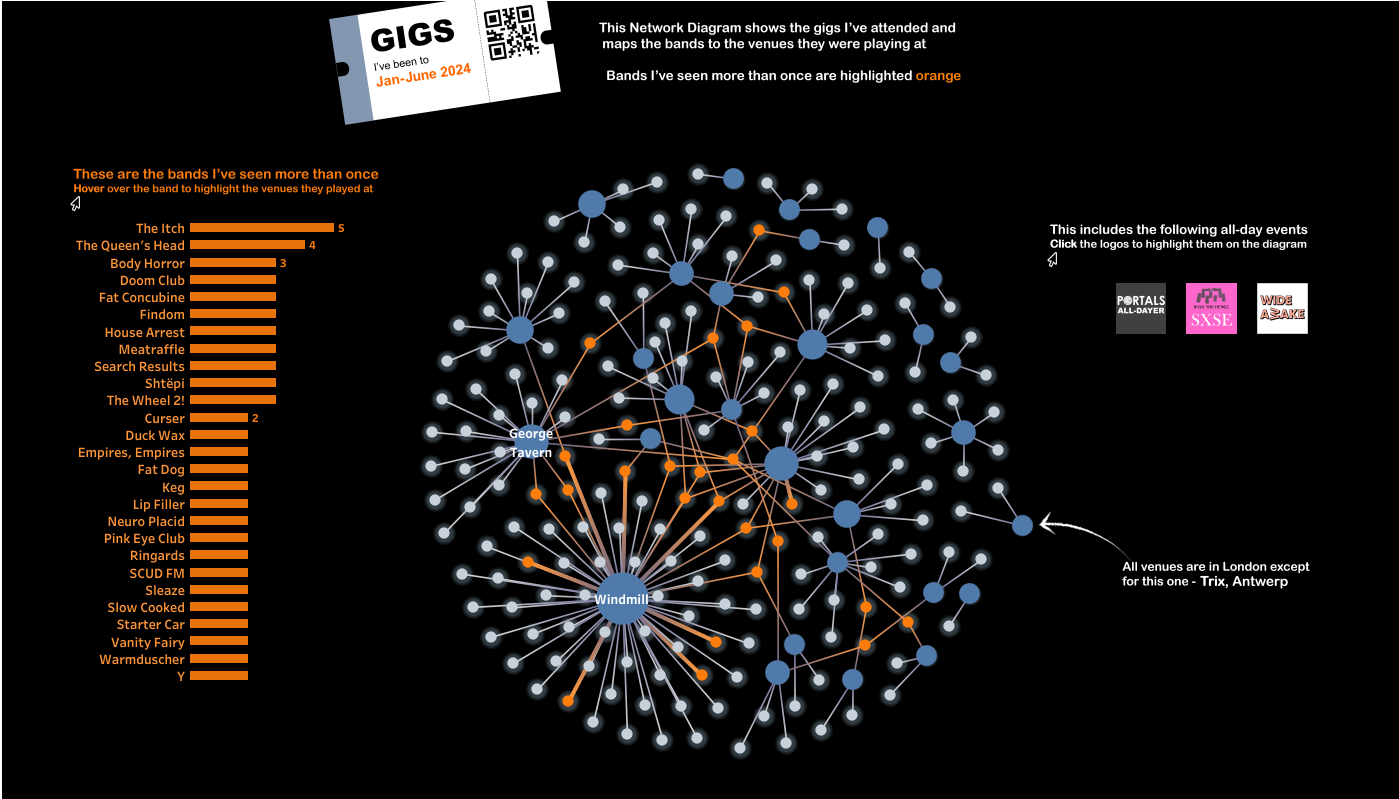 GIGS
I've been to
Jan-June 2024
This Network Diagram shows the gigs I've attended and
maps the bands to the venues they were playing at
Bands I've seen more than once are highlighted orange
These are the bands I've seen more than once
Hover over the band to highlight the venues they played at
The Itch 5
The Queen's Head 4
Body Horror 3
Doom Club
Fat Concubine
Findom
House Arrest
Meatraffle
Search Results
Shtëpi
The Wheel 2!
Curser 2
Duck Wax
Empires, Empires
Fat Dog
Keg
Lip Filler
Neuro Placid
Pink Eye Club
Ringards
SCUD FM
Sleaze
Slow Cooked
Starter Car
Vanity Fairy
Warmduscher
Y
George
Tavern
Windmill
This includes the following all-day events
Click the logos to highlight them on the diagram
PORTALS
ALL-DAYER
SXSE
WIDE
AWAKE
All venues are in London except
for this one - Trix, Antwerp